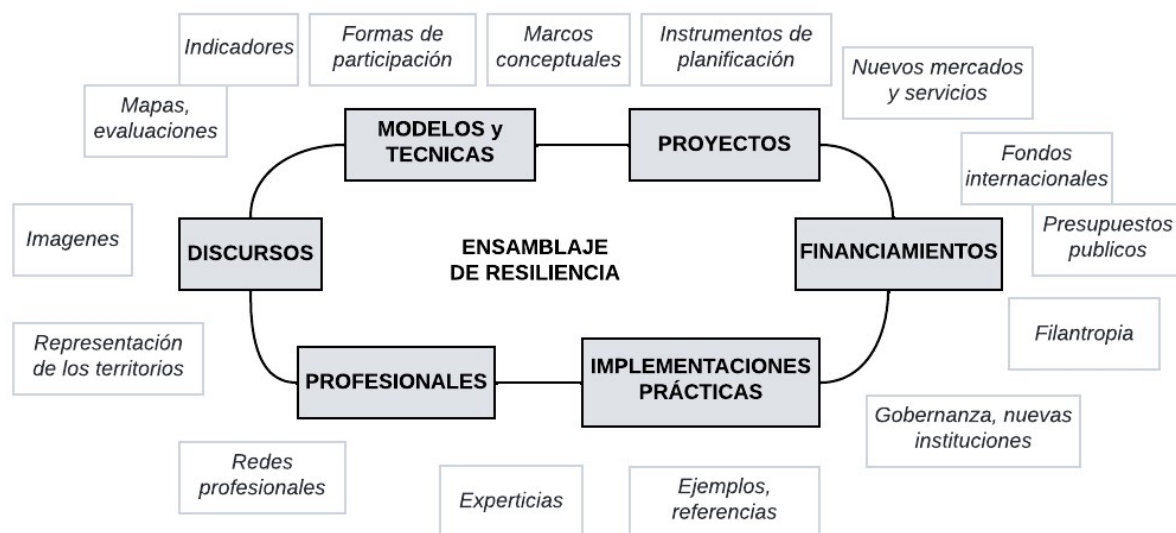 Indicadores
Formas de
participación
Marcos
conceptuales
Instrumentos de
planificación
Nuevos mercados
y servicios
Mapas,
evaluaciones
MODELOS y
TECNICAS
PROYECTOS
Fondos
internacionales
Imagenes
DISCURSOS
ENSAMBLAJE
DE RESILIENCIA
FINANCIAMIENTOS
Presupuestos
publicos
Representación
de los territorios
PROFESIONALES
IMPLEMENTACIONES
PRÁCTICAS
Filantropia
Gobernanza, nuevas
instituciones
Redes
profesionales
Experticias
Ejemplos,
referencias